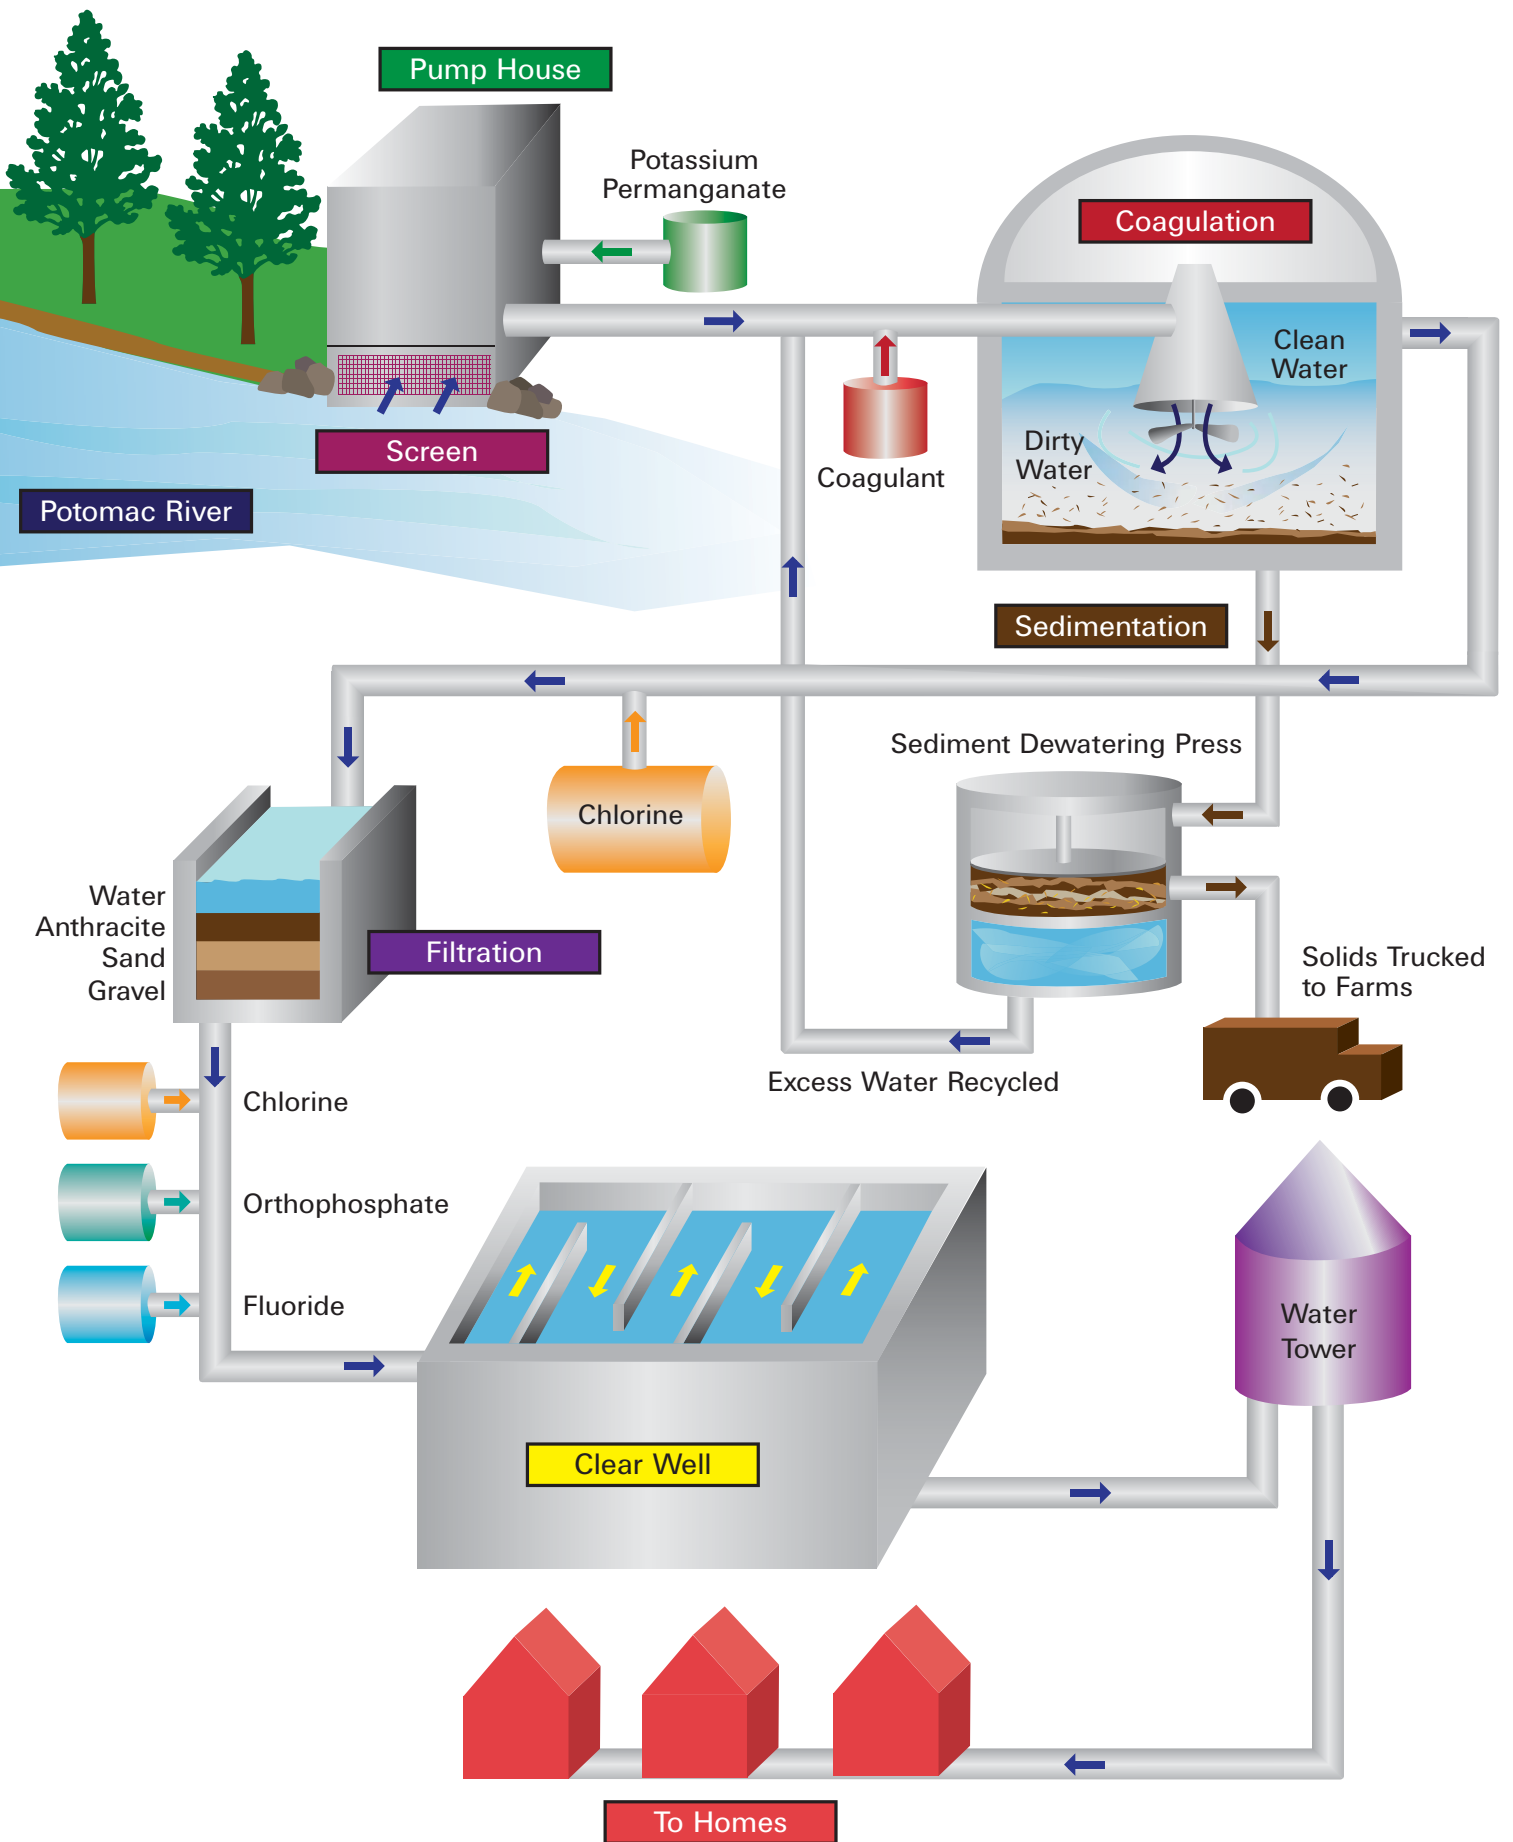 Pump House
Potassium
Permanganate
Coagulation
Clean
Water
Screen
Dirty
Water
Coagulant
Potomac River
Sedimentation
Sediment Dewatering Press
Chlorine
Water
Anthracite
Sand
Gravel
Filtration
Solids Trucked
to Farms
Excess Water Recycled
Chlorine
Orthophosphate
Fluoride
Water
Tower
Clear Well
To Homes